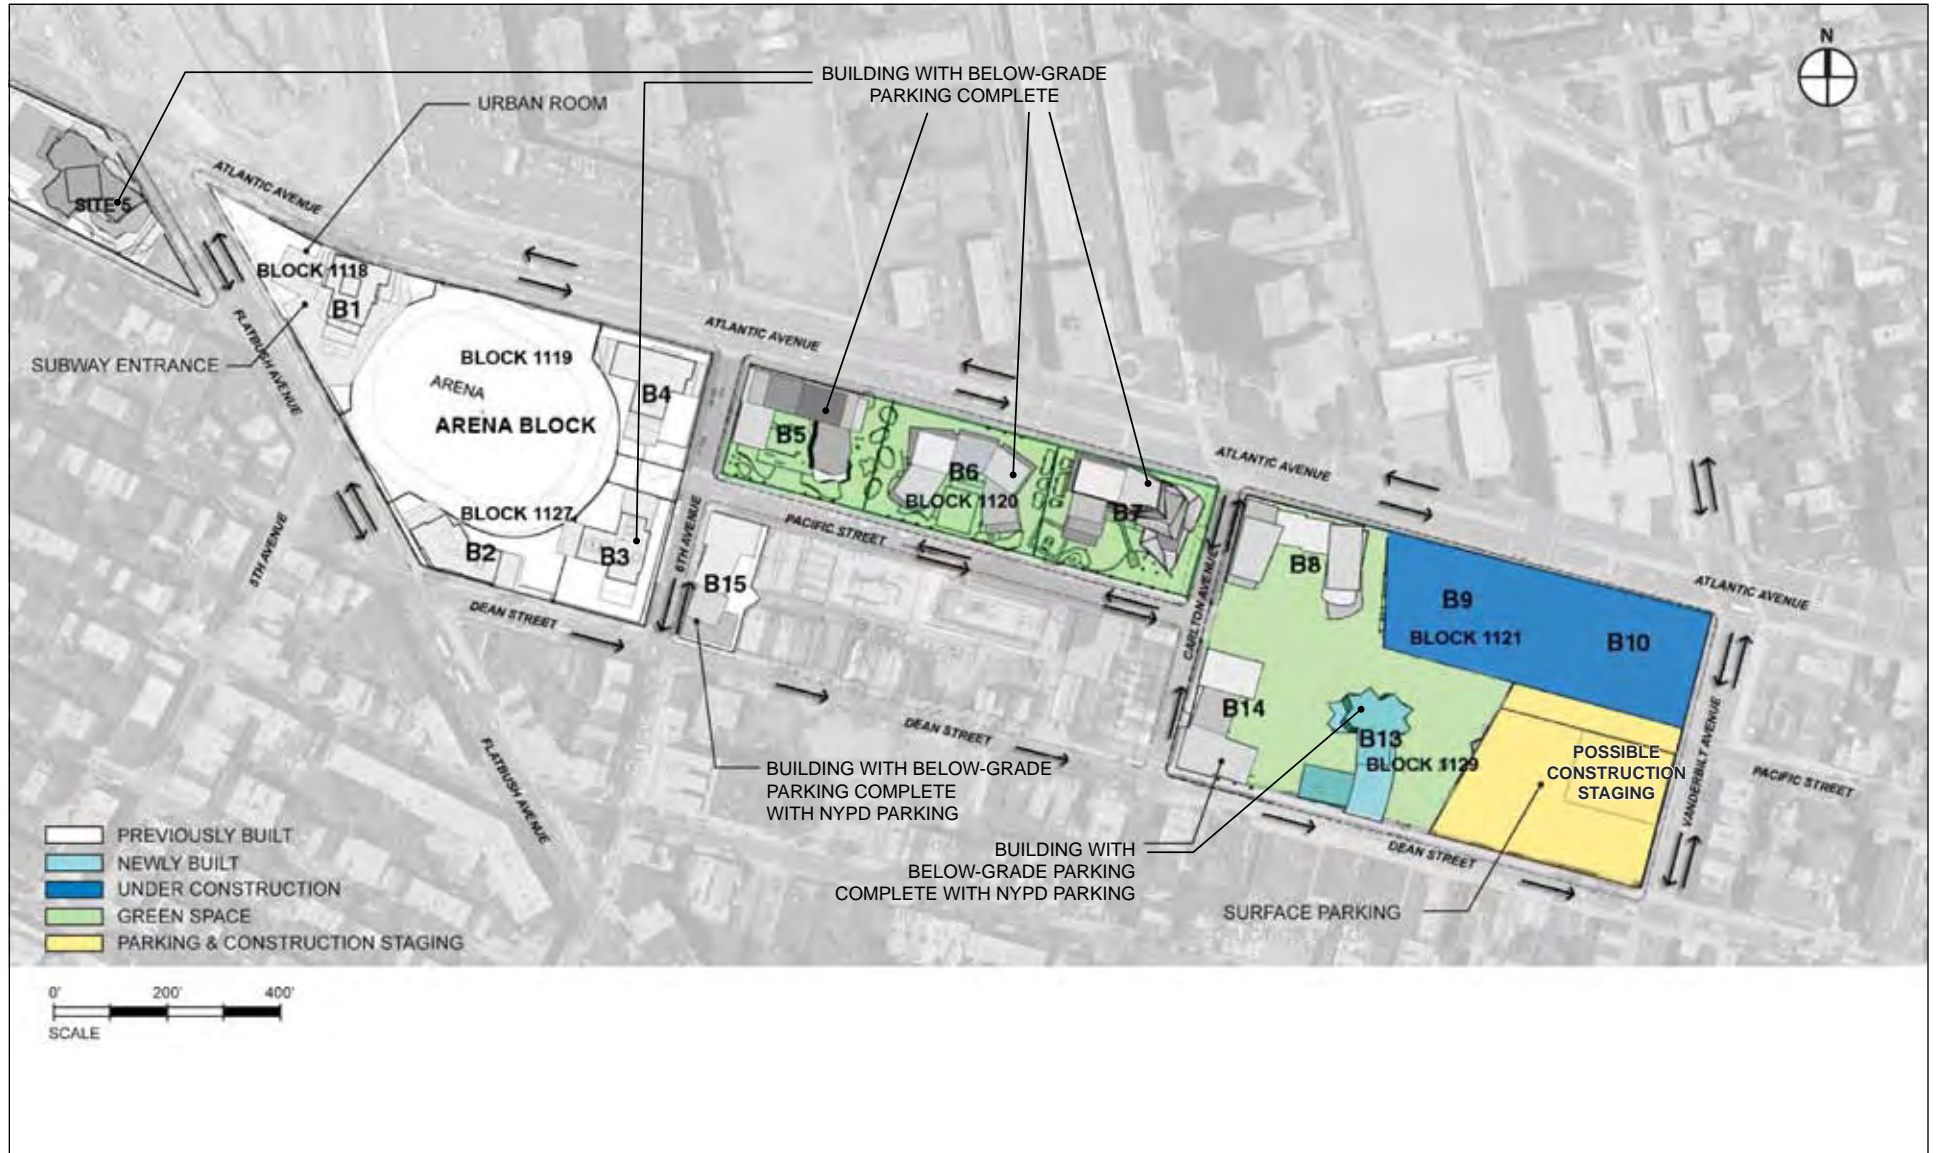 N
BUILDING WITH BELOW-GRADE
PARKING COMPLETE
URBAN ROOM
ATLANTIC AVENUE
SITE 5
BLOCK 1118
B1
SUBWAY ENTRANCE
FLATBUSH AVENUE
BLOCK 1119
ARENA
ARENA BLOCK
B4
ATLANTIC AVENUE
B5
B6
BLOCK 1120
B7
ATLANTIC AVENUE
BLOCK 1127
B2
B3
6TH AVENUE
PACIFIC STREET
5TH AVENUE
B15
DEAN STREET
CARLTON AVENUE
B8
B9
BLOCK 1121
B10
ATLANTIC AVENUE
B14
B13
BLOCK 1129
DEAN STREET
FLATBUSH AVENUE
POSSIBLE
CONSTRUCTION
STAGING
VANDERBILT AVENUE
PACIFIC STREET
BUILDING WITH BELOW-GRADE
PARKING COMPLETE
WITH NYPD PARKING
BUILDING WITH
BELOW-GRADE PARKING
COMPLETE WITH NYPD PARKING
DEAN STREET
SURFACE PARKING
PREVIOUSLY BUILT
NEWLY BUILT
UNDER CONSTRUCTION
GREEN SPACE
PARKING & CONSTRUCTION STAGING
0' 200' 400'
SCALE